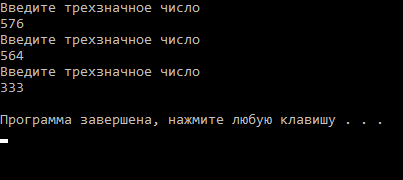 Введите трехзначное число
576
Введите трехзначное число
564
Введите трехзначное число
333
Программа завершена, нажмите любую клавишу . . .